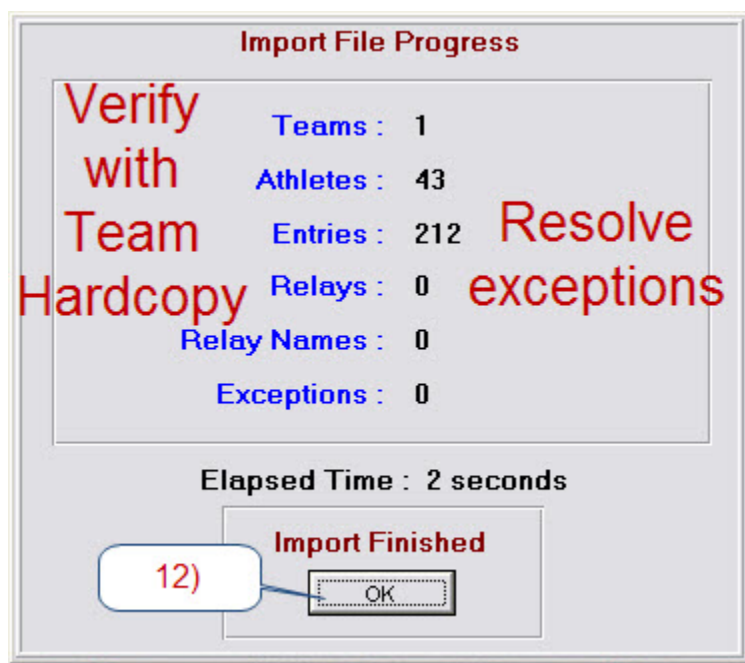 Import File Progress
Verify
with
Team
Hardcopy
Teams : 1
Athletes : 43
Entries : 212
Relays : 0
Relay Names : 0
Exceptions : 0
Resolve
exceptions
Elapsed Time : 2 seconds
Import Finished
12)
OK